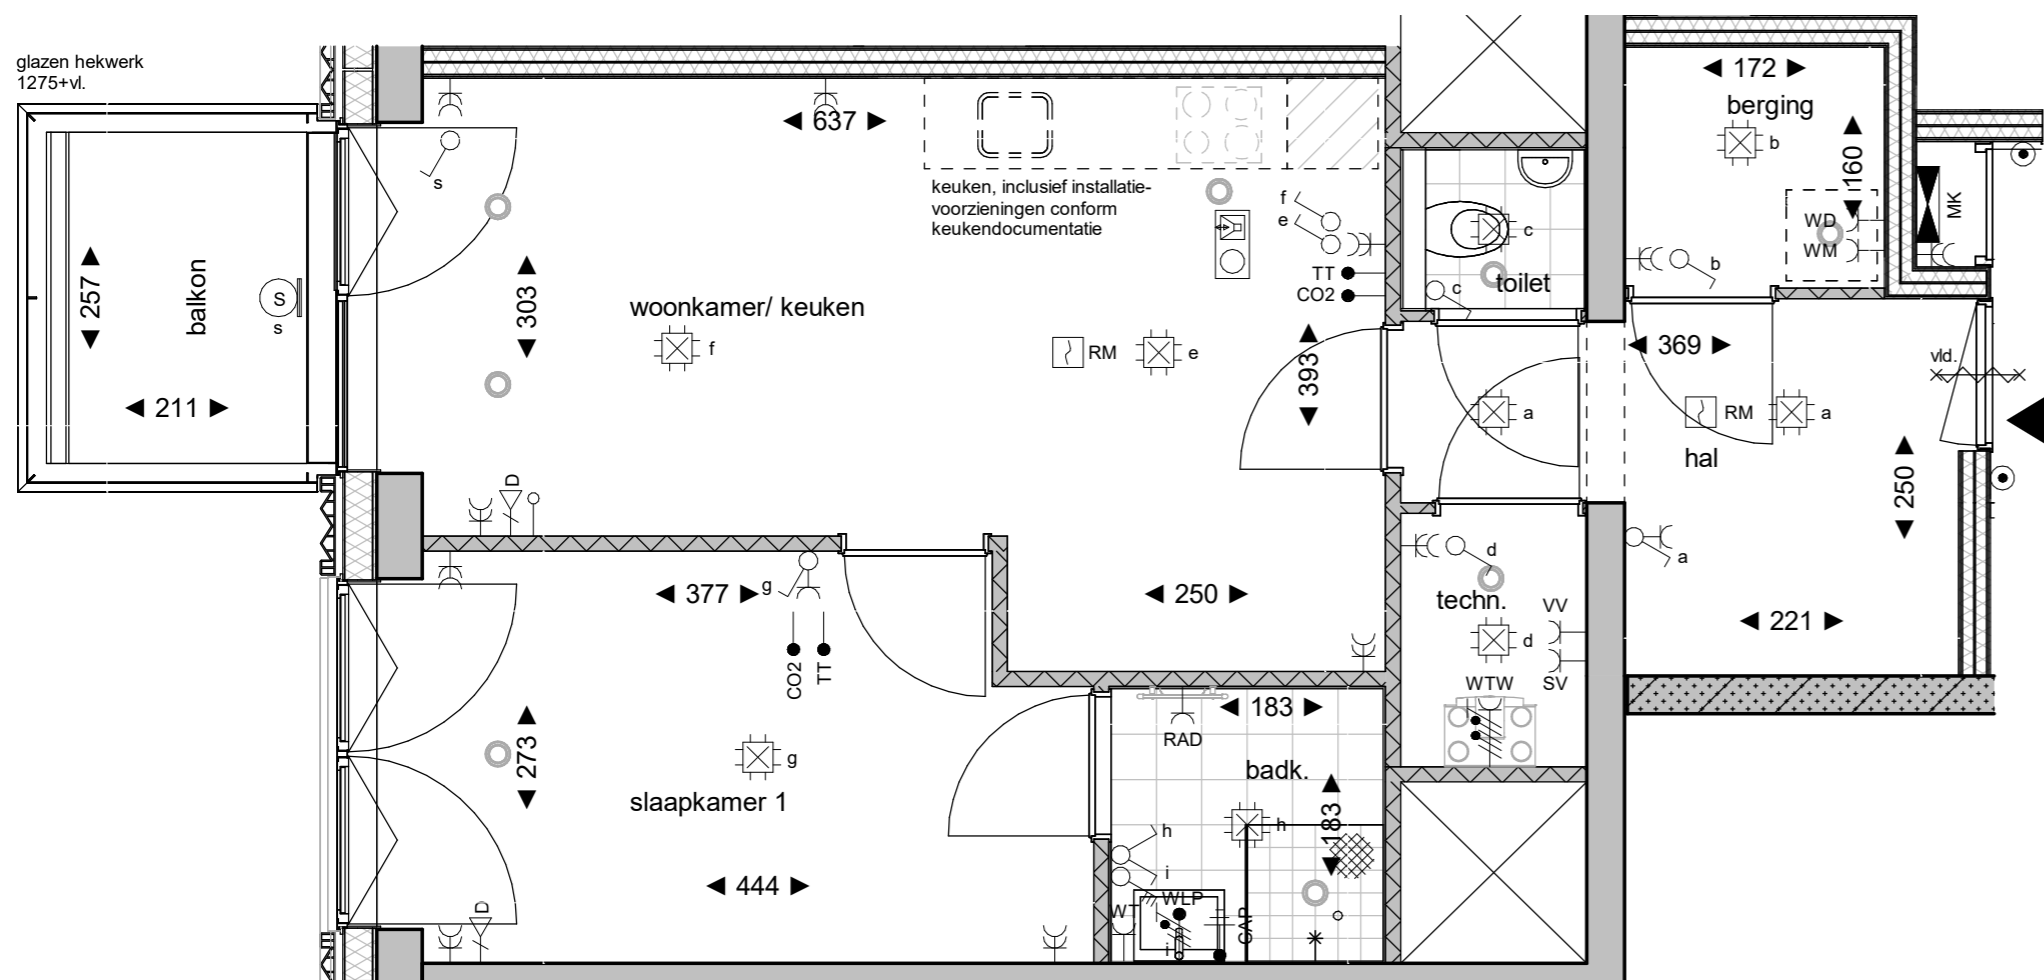 glazen hekwerk
1275+vl.
172
berging
b
637
160
MK
s
keuken, inclusief installatie-
voorzieningen conform
keukendocumentatie
f
e
WD
WM
c
toilet
b
TT
CO2
c
257
balkon
S
s
303
woonkamer/ keuken
f
RM
e
393
369
vld.
211
a
RM
a
hal
250
D
d
a
377
g
250
techn.
VV
d
221
CO2
TT
SV
WTW
183
RAD
273
g
badk.
slaapkamer 1
183
h
h
i
444
WLP
WT
CAP
D
i